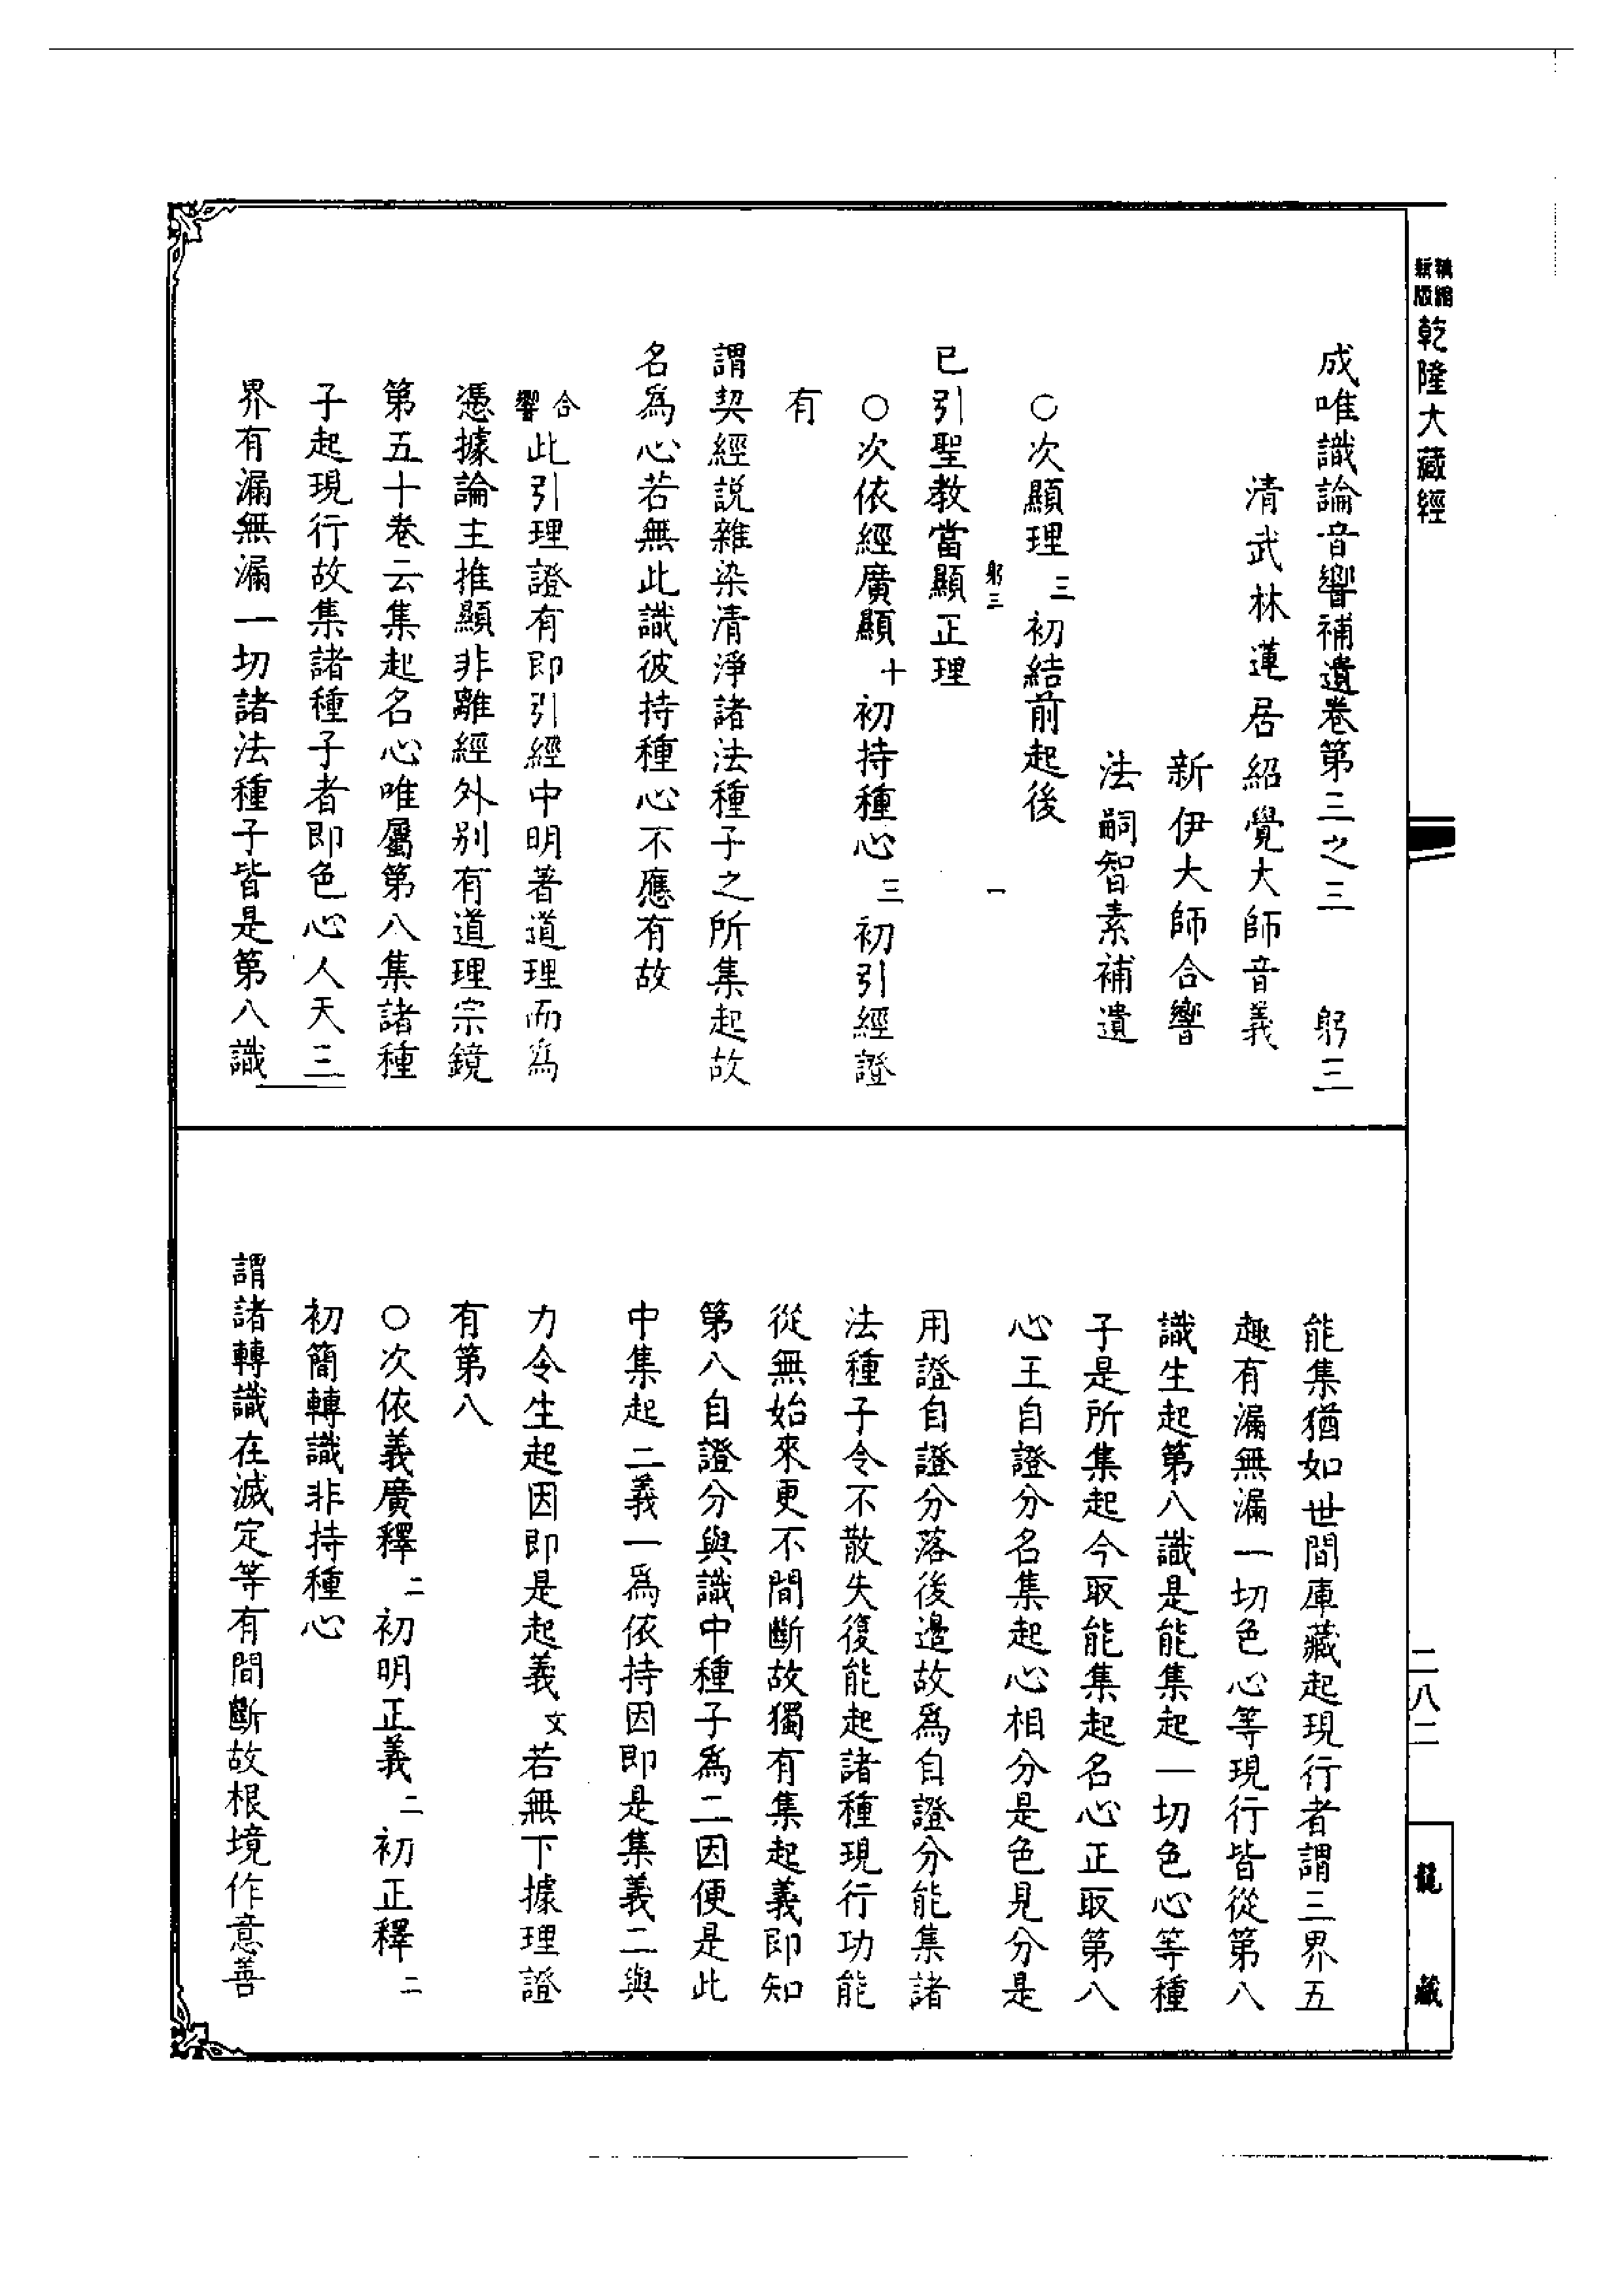 精縮新版 乾隆大藏經
成唯識論音響補遺卷第三之三 躬三
清武林蓮居紹覺大師音義
新伊大師合響
法嗣智素補遺
○次顯理三初結前起後
躬三 一
已引聖教當顯正理
○次依經廣顯十初持種心三初引經證
有
謂契經說雜染清淨諸法種子之所集起故
名爲心若無此識彼持種心不應有故
合響此引理證有即引經中明著道理而爲
憑據論主推顯非離經外別有道理宗鏡
第五十卷云集起名心唯屬第八集諸種
子起現行故集諸種子者即色心人天三
界有漏無漏一切諸法種子皆是第八識
能集猶如世間庫藏起現行者謂三界五
趣有漏無漏一切色心等現行皆從第八
識生起第八識是能集起一切色心等種
子是所集起今取能集起名心正取第八
心王自證分名集起心相分是色見分是
用證自證分落後邊故爲自證分能集諸
法種子令不散失復能起諸種現行功能
從無始來更不間斷故獨有集起義即知
第八自證分與識中種子爲二因便是此
中集起二義一爲依持因即是集義二與
力令生起因即是起義文若無下據理證
有第八
○次依義廣釋二初明正義二初正釋二
初簡轉識非持種心
謂諸轉識在滅定等有間斷故根境作意善
二八二
龍藏